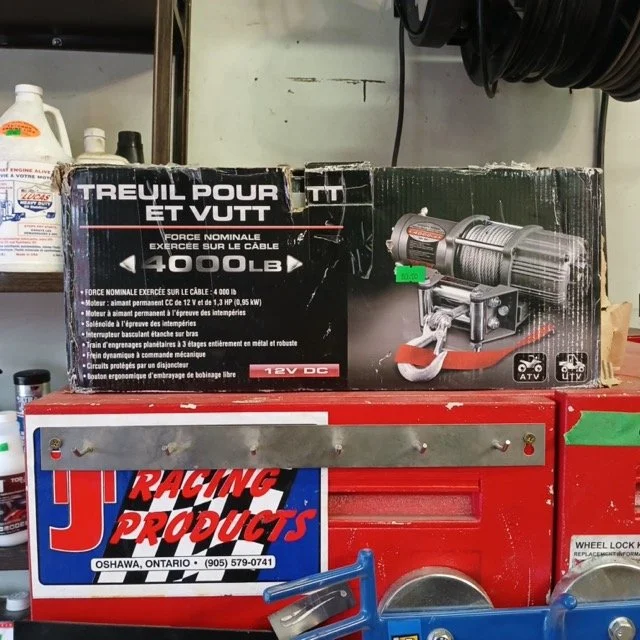 TREUIL POUR TT
ET VUTT
FORCE NOMINALE
EXERCÉE SUR LE CÂBLE
4000LB
• FORCE NOMINALE EXERCÉE SUR LE CÂBLE : 4 000 lb
• Moteur : aimant permanent CC de 12 V et de 1,3 HP (0,95 kW)
• Moteur à aimant permanent à l'épreuve des intempéries
• Solénoïde à l'épreuve des intempéries
• Interrupteur basculant étanche sur bras
• Train d'engrenages planétaires à 3 étages entièrement en métal et robuste
• Frein dynamique à commande mécanique
• Circuits protégés par un disjoncteur
• Bouton ergonomique d'embrayage de bobinage libre
12V DC
ATV
UTV
LUCAS
RACING
PRODUCTS
OSHAWA, ONTARIO • (905) 579-0741
WHEEL LOCK K